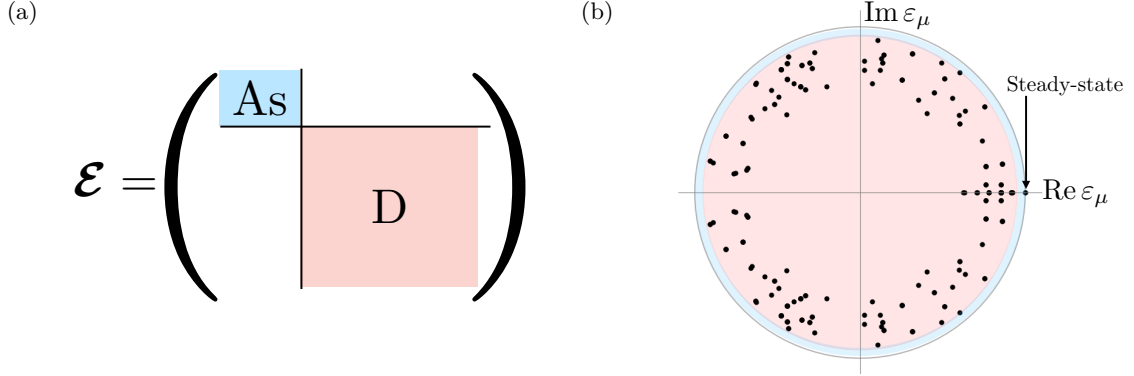 (a)
As
𝓔 =
D
(b)
Im ε_μ
Steady-state
Re ε_μ